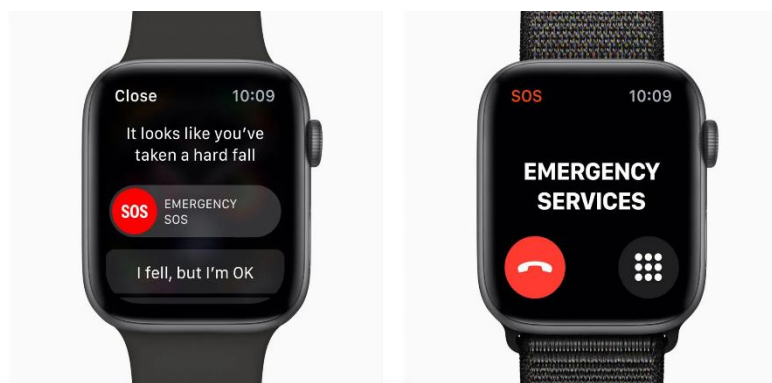 Close 10:09
It looks like you've
taken a hard fall
SOS EMERGENCY
SOS
I fell, but I'm OK
SOS 10:09
EMERGENCY
SERVICES